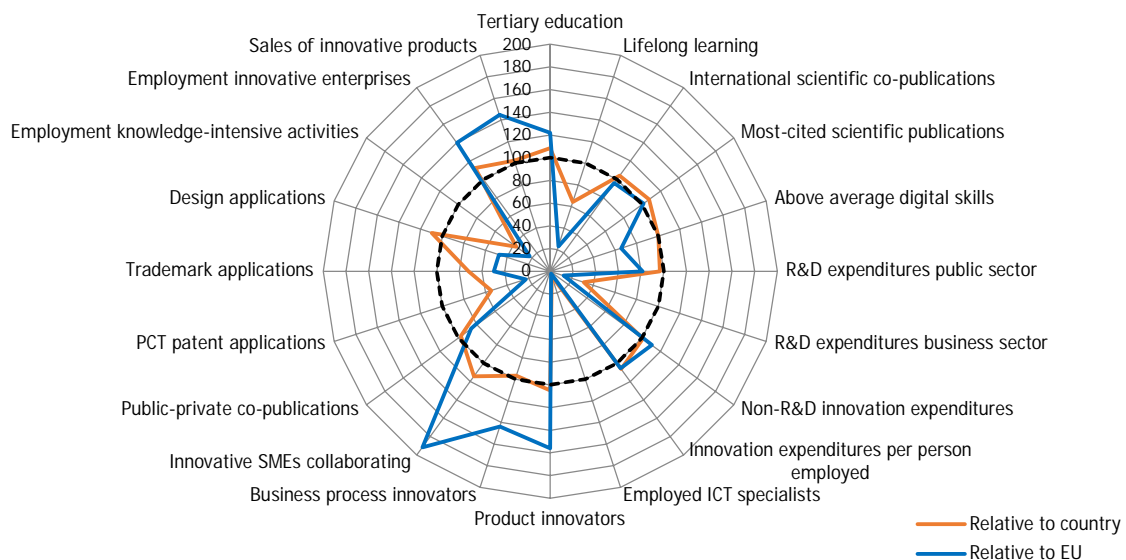 Tertiary education
Sales of innovative products
Lifelong learning
Employment innovative enterprises
International scientific co-publications
Employment knowledge-intensive activities
Most-cited scientific publications
Design applications
Above average digital skills
Trademark applications
R&D expenditures public sector
PCT patent applications
R&D expenditures business sector
Public-private co-publications
Non-R&D innovation expenditures
Innovative SMEs collaborating
Innovation expenditures per person
employed
Business process innovators
Employed ICT specialists
Product innovators
200
180
160
140
120
100
80
60
40
20
0
Relative to country
Relative to EU